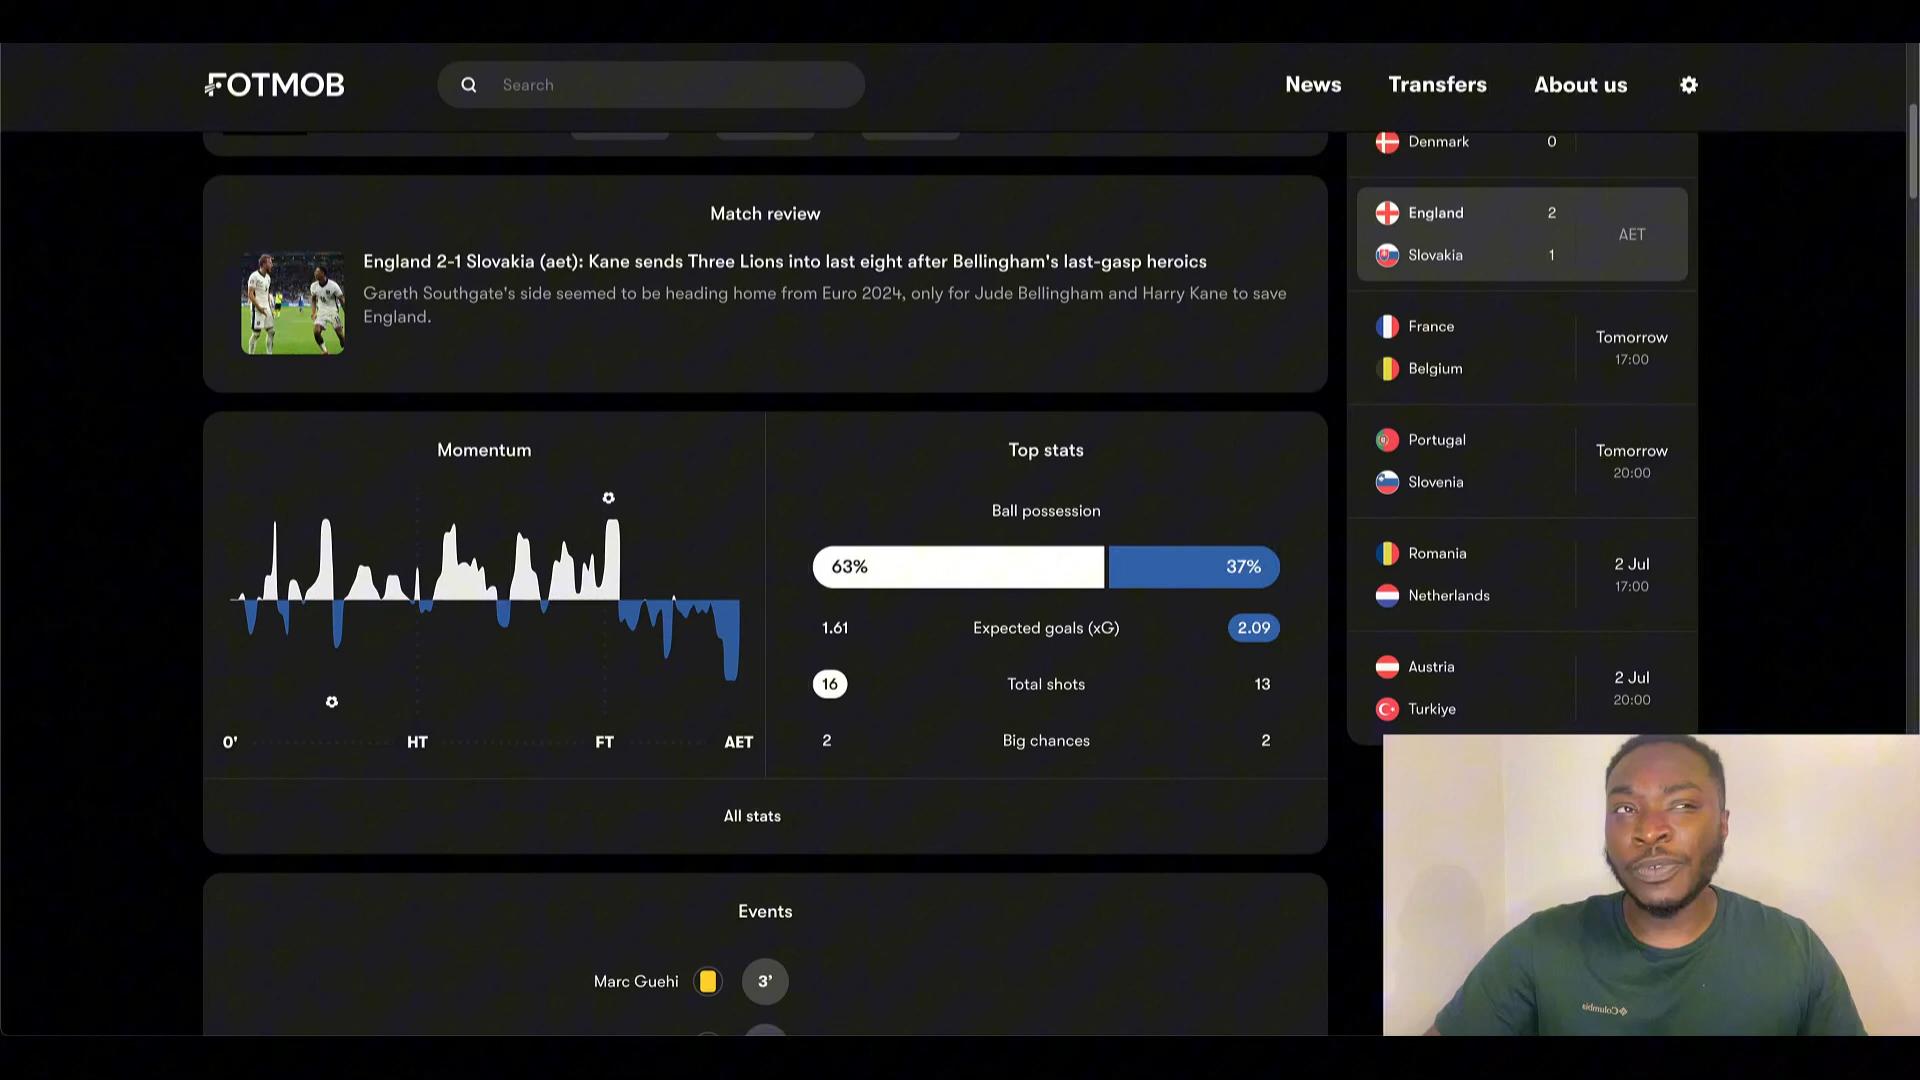 FOTMOB
Search
News
Transfers
About us
Match review
England 2-1 Slovakia (aet): Kane sends Three Lions into last eight after Bellingham's last-gasp heroics
Gareth Southgate's side seemed to be heading home from Euro 2024, only for Jude Bellingham and Harry Kane to save
England.
Momentum
0'
HT
FT
AET
Top stats
Ball possession
63%
37%
1.61 Expected goals (xG) 2.09
16 Total shots 13
2 Big chances 2
All stats
Events
Marc Guehi 3'
Denmark 0
England 2
AET
Slovakia 1
France
Tomorrow
17:00
Belgium
Portugal
Tomorrow
20:00
Slovenia
Romania
2 Jul
17:00
Netherlands
Austria
2 Jul
20:00
Turkiye
Columbia